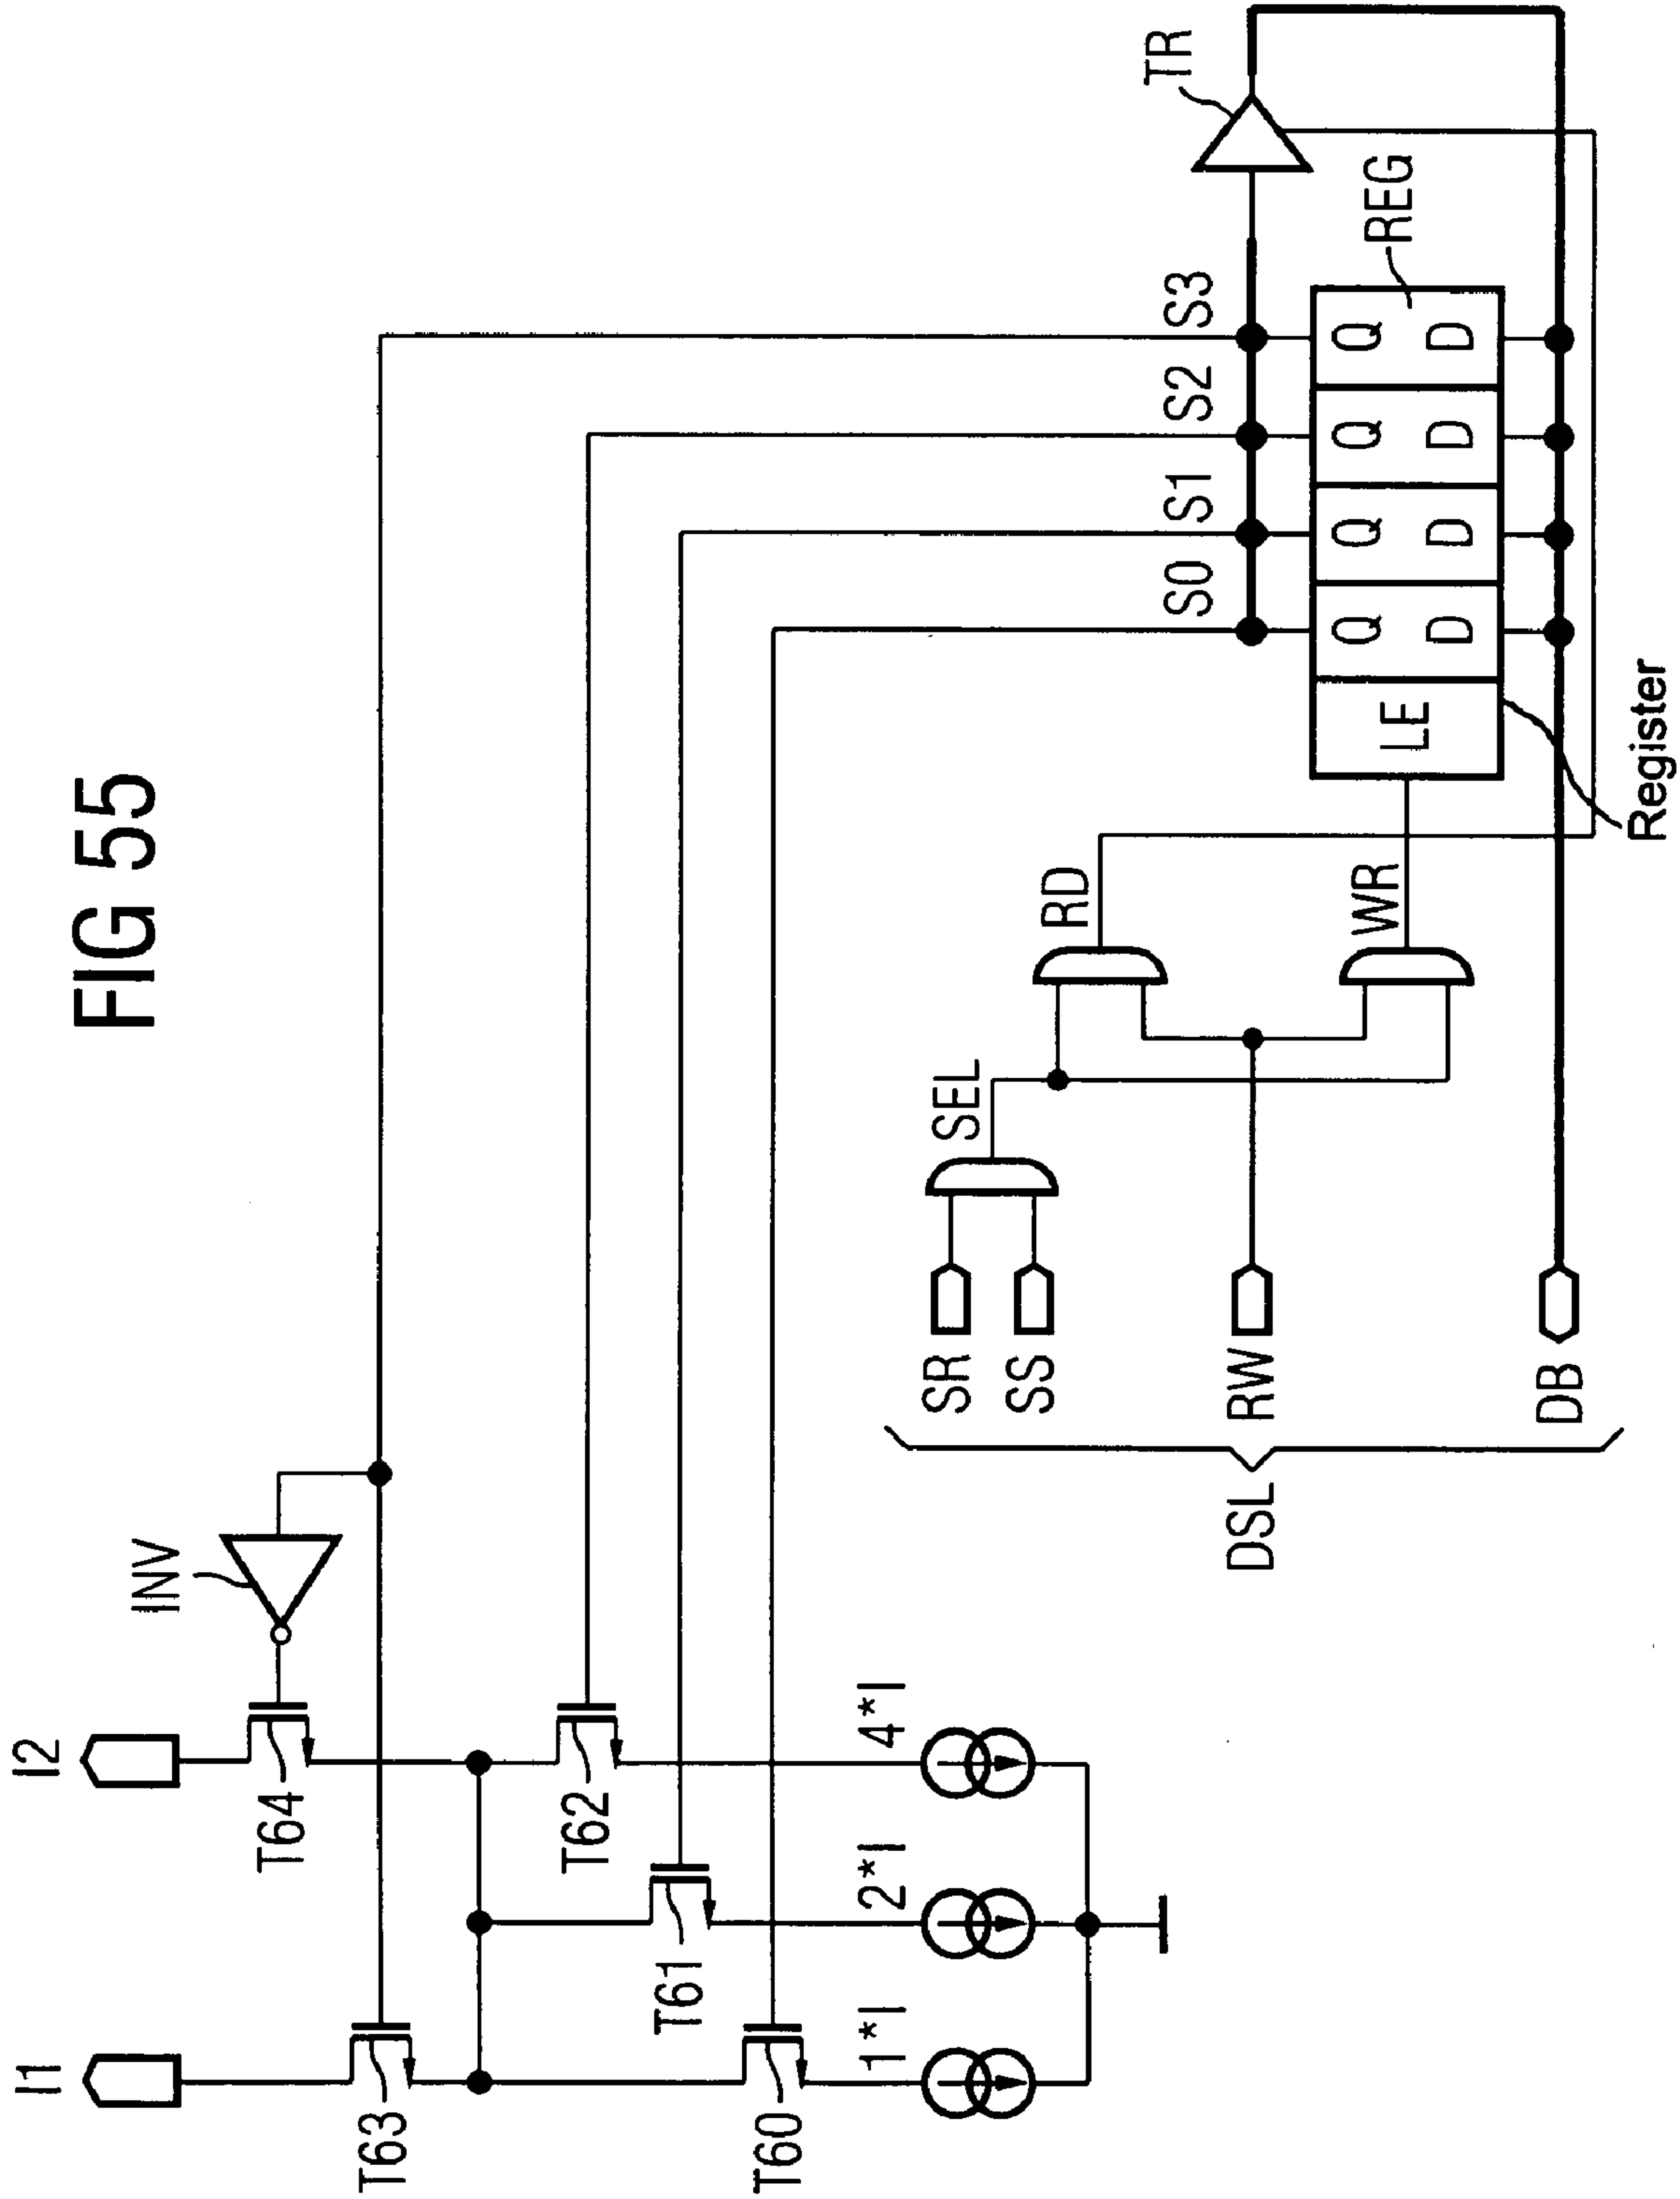 FIG 55
I1
I2
INV
T63
T64
T62
T61
T60
1*I
2*I
4*I
S0
S1
S2
S3
TR
REG
SR
SS
SEL
RD
WR
RW
DB
DSL
LE
Q
Q
Q
Q
D
D
D
D
Register